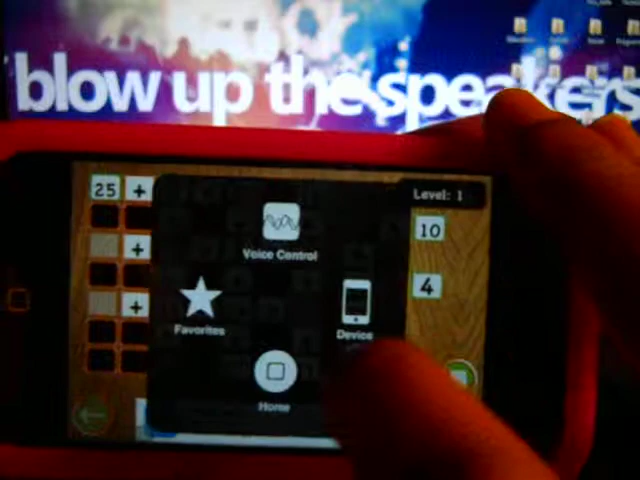 blow up the speakers
25 +
Level: 1
10
Voice Control
+
4
Favorites
Device
+
Home